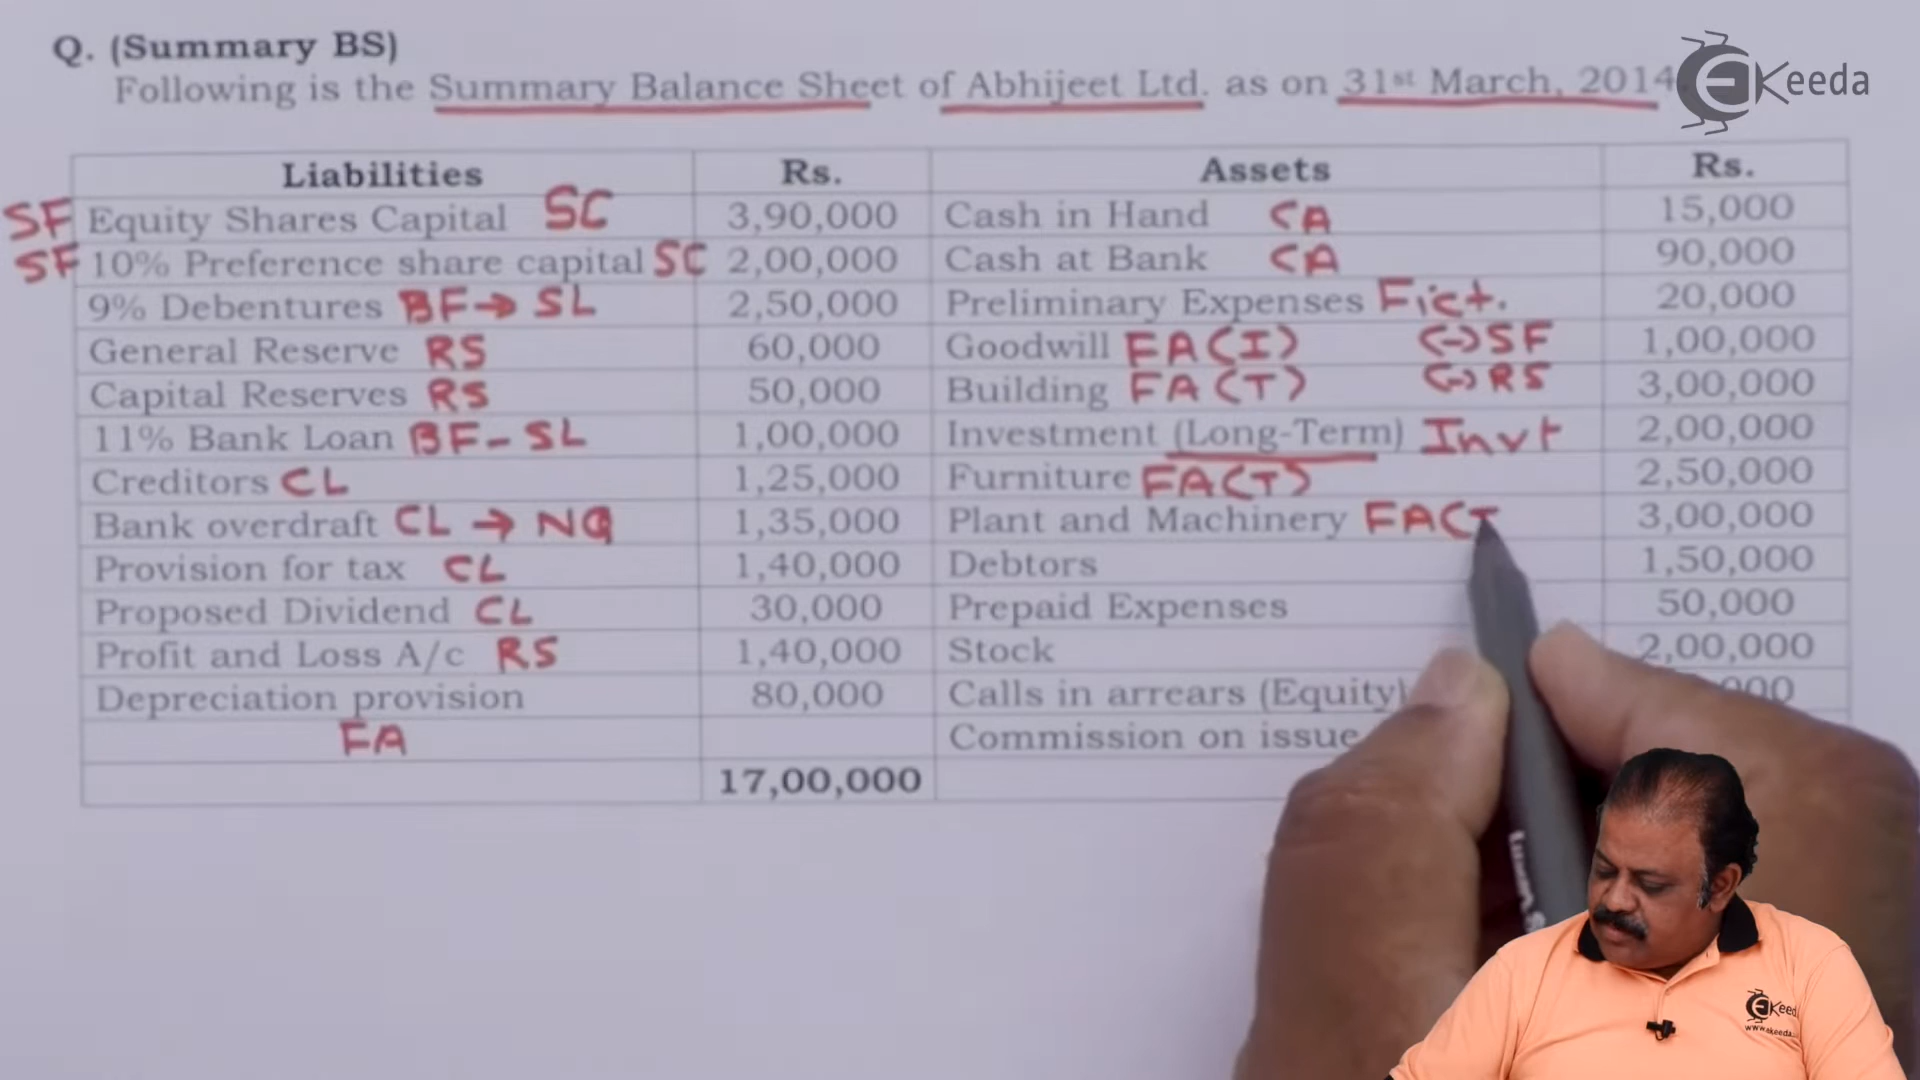 Q. (Summary BS)
Following is the Summary Balance Sheet of Abhijeet Ltd. as on 31st March, 2014
Keeda
Liabilities Rs. Assets Rs.
SF Equity Shares Capital SC 3,90,000 Cash in Hand CA 15,000
SF 10% Preference share capital SC 2,00,000 Cash at Bank CA 90,000
9% Debentures BF → SL 2,50,000 Preliminary Expenses Fict. 20,000
General Reserve RS 60,000 Goodwill FA (I) (-) SF 1,00,000
Capital Reserves RS 50,000 Building FA (T) (-) RS 3,00,000
11% Bank Loan BF - SL 1,00,000 Investment (Long-Term) Invt 2,00,000
Creditors CL 1,25,000 Furniture FA (T) 2,50,000
Bank overdraft CL → NQ 1,35,000 Plant and Machinery FA (T 3,00,000
Provision for tax CL 1,40,000 Debtors 1,50,000
Proposed Dividend CL 30,000 Prepaid Expenses 50,000
Profit and Loss A/c RS 1,40,000 Stock 2,00,000
Depreciation provision 80,000 Calls in arrears (Equity)
FA Commission on issue
17,00,000
Keeda